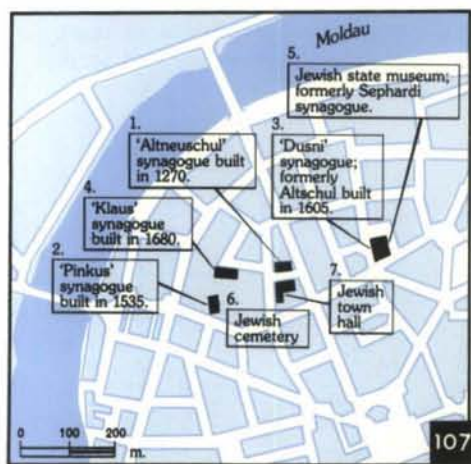 Moldau
5.
Jewish state museum;
formerly Sephardi
synagogue.
1.
'Altneuschul'
synagogue built
in 1270.
3.
'Dusni'
synagogue;
formerly
Altschul built
in 1605.
4.
'Klaus'
synagogue
built in 1680.
2.
'Pinkus'
synagogue
built in 1535.
6.
Jewish
cemetery
7.
Jewish
town
hall
0 100 200
m.
107